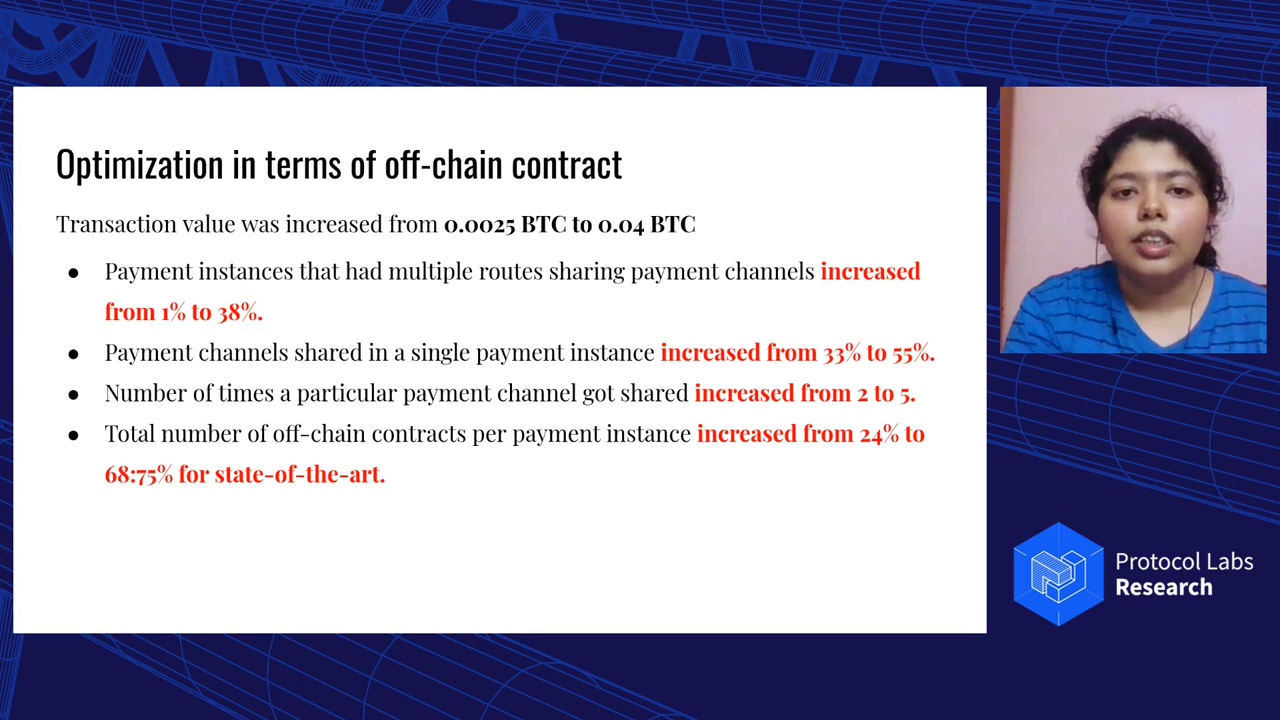 Optimization in terms of off-chain contract
Transaction value was increased from 0.0025 BTC to 0.04 BTC
● Payment instances that had multiple routes sharing payment channels increased
from 1% to 38%.
● Payment channels shared in a single payment instance increased from 33% to 55%.
● Number of times a particular payment channel got shared increased from 2 to 5.
● Total number of off-chain contracts per payment instance increased from 24% to
68:75% for state-of-the-art.
Protocol Labs
Research